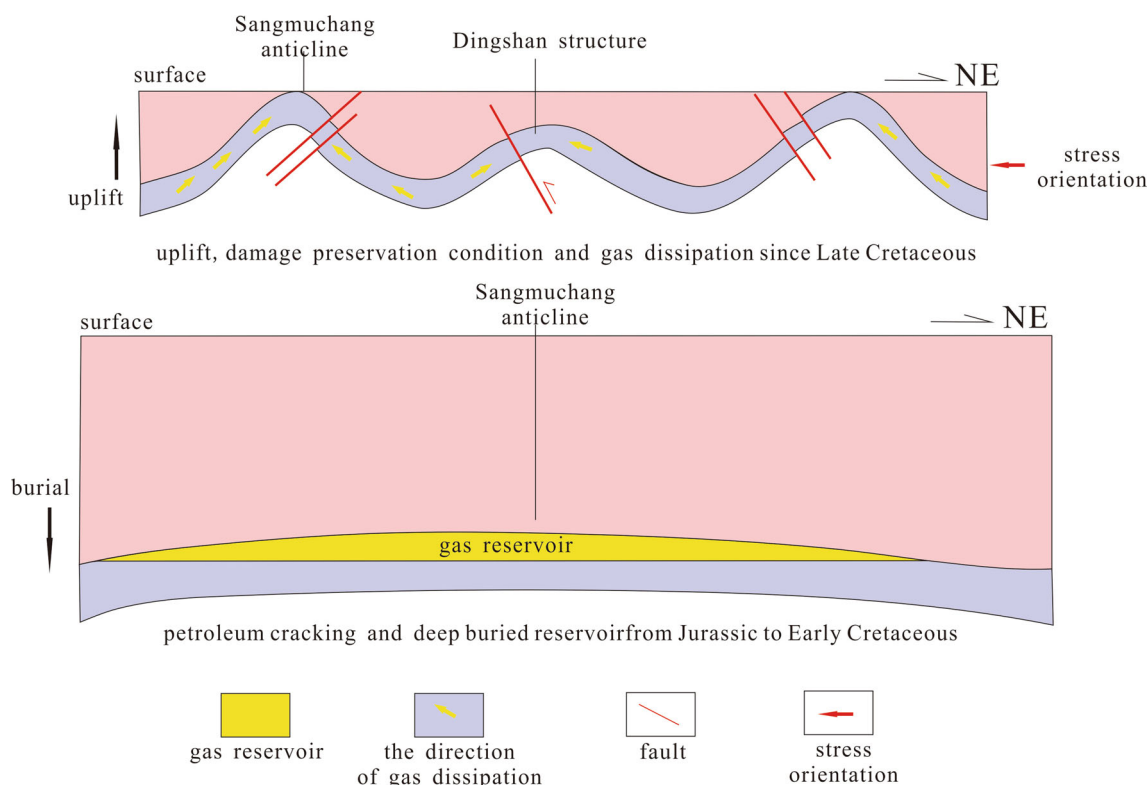 Sangmuchang
anticline
Dingshan structure
surface
NE
uplift
stress
orientation
uplift, damage preservation condition and gas dissipation since Late Cretaceous
Sangmuchang
anticline
surface
NE
burial
gas reservoir
petroleum cracking and deep buried reservoirfrom Jurassic to Early Cretaceous
gas reservoir
the direction
of gas dissipation
fault
stress
orientation